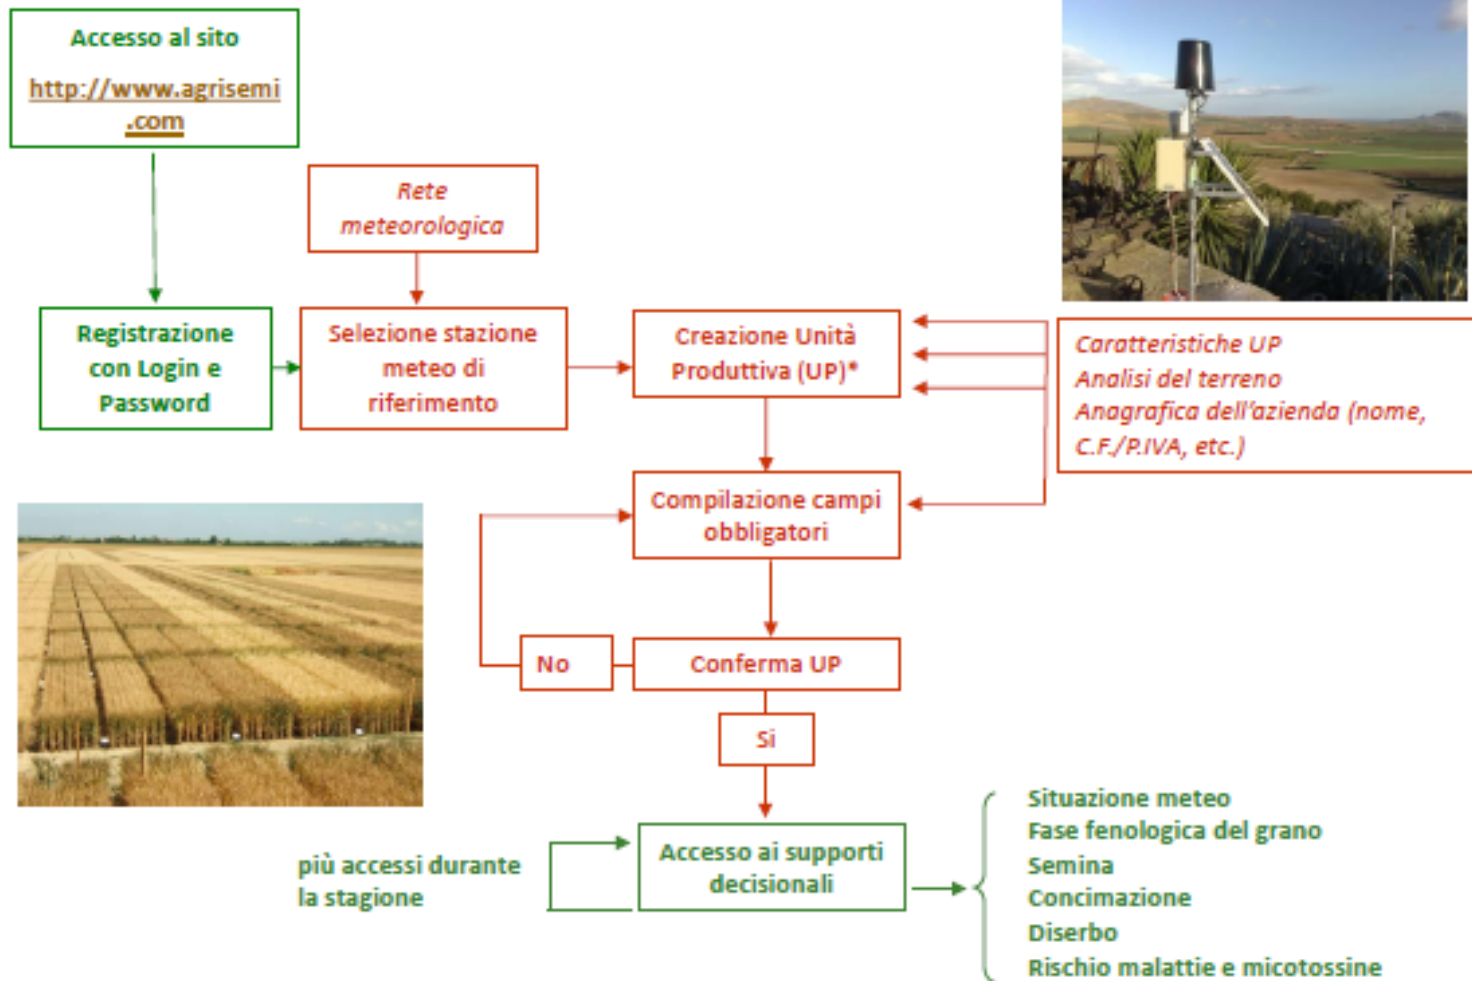 Accesso al sito
http://www.agrisemi
.com
Rete
meteorologica
Registrazione
con Login e
Password
Selezione stazione
meteo di
riferimento
Creazione Unità
Produttiva (UP)*
Caratteristiche UP
Analisi del terreno
Anagrafica dell'azienda (nome,
C.F./P.IVA, etc.)
Compilazione campi
obbligatori
No
Conferma UP
Si
più accessi durante
la stagione
Accesso ai supporti
decisionali
Situazione meteo
Fase fenologica del grano
Semina
Concimazione
Diserbo
Rischio malattie e micotossine